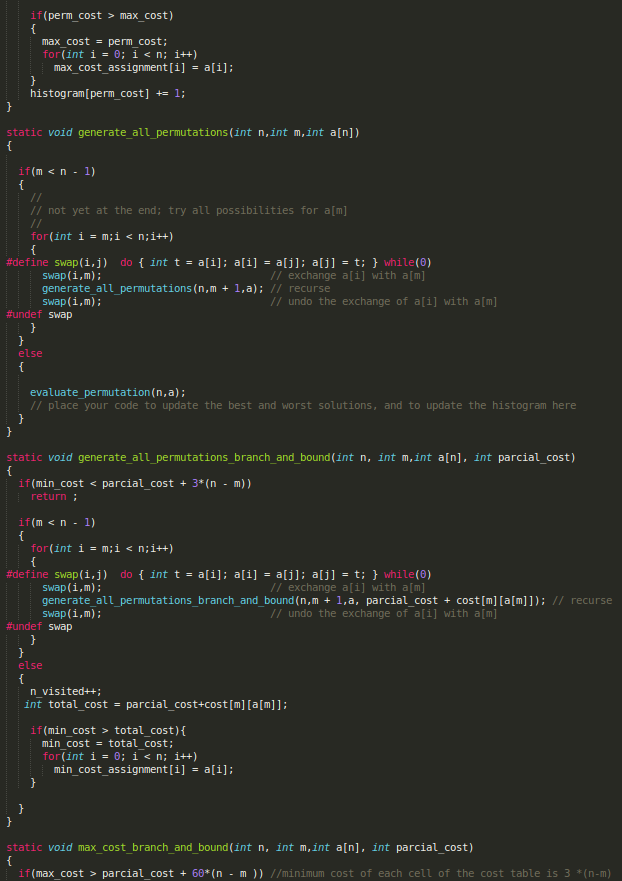 if(perm_cost > max_cost)
{
max_cost = perm_cost;
for(int i = 0; i < n; i++)
max_cost_assignment[i] = a[i];
}
histogram[perm_cost] += 1;
}
static void generate_all_permutations(int n,int m,int a[n])
{
if(m < n - 1)
{
//
// not yet at the end; try all possibilities for a[m]
//
for(int i = m;i < n;i++)
{
#define swap(i,j)  do { int t = a[i]; a[i] = a[j]; a[j] = t; } while(0)
swap(i,m);                            // exchange a[i] with a[m]
generate_all_permutations(n,m + 1,a); // recurse
swap(i,m);                            // undo the exchange of a[i] with a[m]
#undef swap
}
}
else
{
evaluate_permutation(n,a);
// place your code to update the best and worst solutions, and to update the histogram here
}
}
static void generate_all_permutations_branch_and_bound(int n, int m,int a[n], int parcial_cost)
{
if(min_cost < parcial_cost + 3*(n - m))
return ;
if(m < n - 1)
{
for(int i = m;i < n;i++)
{
#define swap(i,j)  do { int t = a[i]; a[i] = a[j]; a[j] = t; } while(0)
swap(i,m);                            // exchange a[i] with a[m]
generate_all_permutations_branch_and_bound(n,m + 1,a, parcial_cost + cost[m][a[m]]); // recurse
swap(i,m);                            // undo the exchange of a[i] with a[m]
#undef swap
}
}
else
{
n_visited++;
int total_cost = parcial_cost+cost[m][a[m]];
if(min_cost > total_cost){
min_cost = total_cost;
for(int i = 0; i < n; i++)
min_cost_assignment[i] = a[i];
}
}
}
static void max_cost_branch_and_bound(int n, int m,int a[n], int parcial_cost)
{
if(max_cost > parcial_cost + 60*(n - m )) //minimum cost of each cell of the cost table is 3 *(n-m)